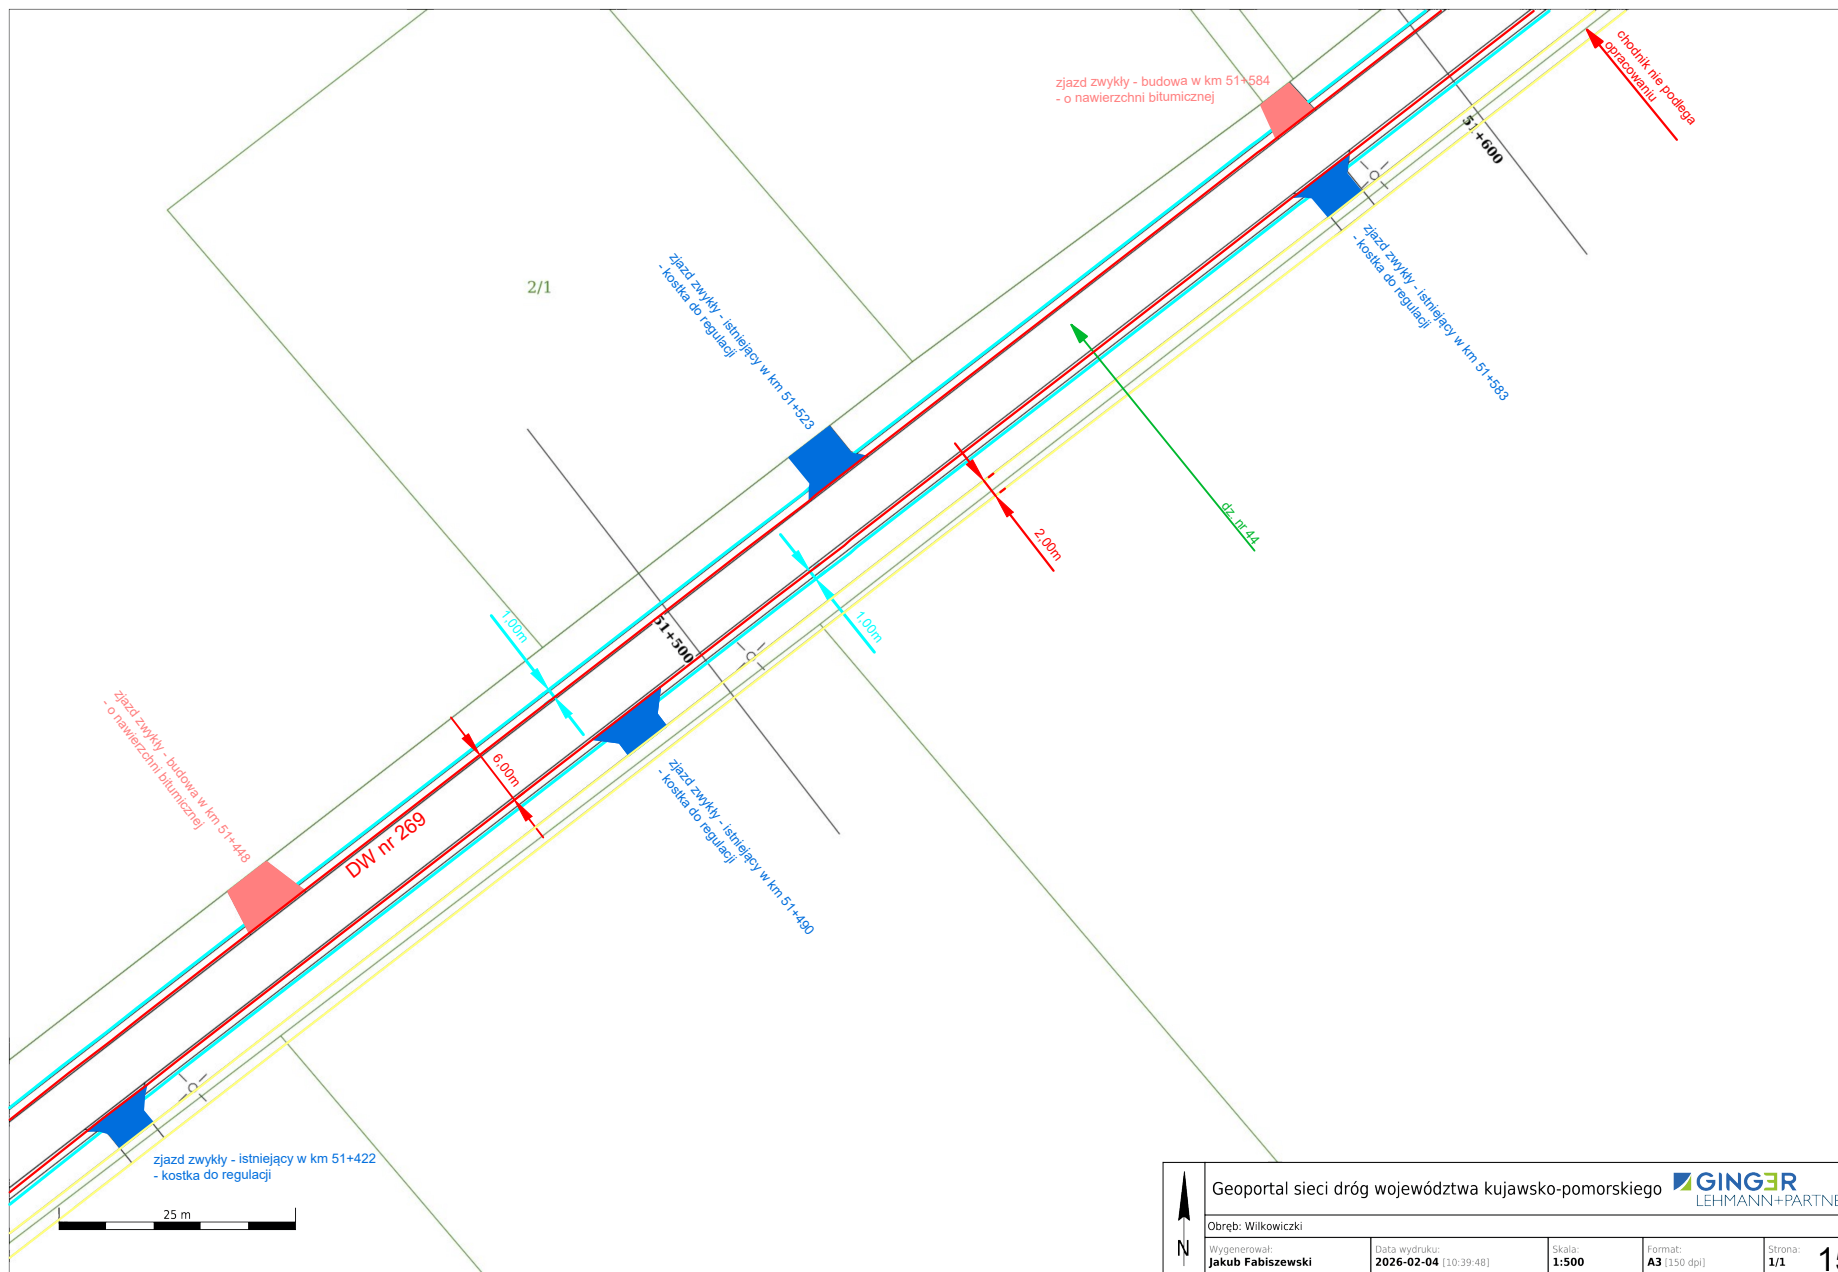 zjazd zwykły - budowa w km 51+584
- o nawierzchni bitumicznej
chodnik nie podlega
opracowaniu
51+600
zjazd zwykły - istniejący w km 51+523
- kostka do regulacji
2/1
zjazd zwykły - istniejący w km 51+583
- kostka do regulacji
dz. nr 44
2,00m
1,00m
1,00m
51+500
6,00m
zjazd zwykły - budowa w km 51+448
- o nawierzchni bitumicznej
DW nr 269
zjazd zwykły - istniejący w km 51+490
- kostka do regulacji
zjazd zwykły - istniejący w km 51+422
- kostka do regulacji
25 m
N
Geoportal sieci dróg województwa kujawsko-pomorskiego
GINGER
LEHMANN+PARTNE
Obręb: Wilkowiczki
Wygenerował:
Jakub Fabiszewski
Data wydruku:
2026-02-04 [10:39:48]
Skala:
1:500
Format:
A3 [150 dpi]
Strona:
1/1